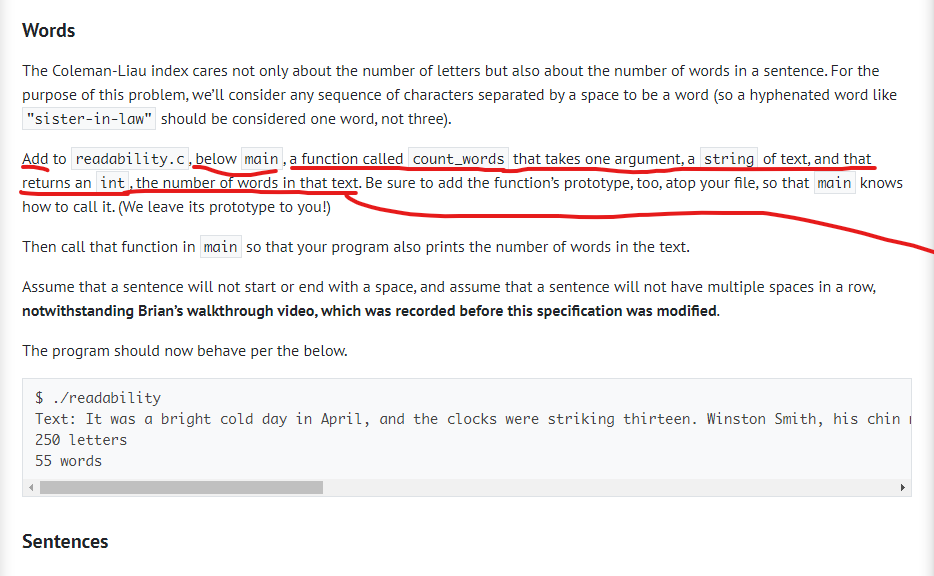 Words
The Coleman-Liau index cares not only about the number of letters but also about the number of words in a sentence. For the
purpose of this problem, we'll consider any sequence of characters separated by a space to be a word (so a hyphenated word like
"sister-in-law" should be considered one word, not three).
Add to readability.c, below main, a function called count_words that takes one argument, a string of text, and that
returns an int, the number of words in that text. Be sure to add the function's prototype, too, atop your file, so that main knows
how to call it. (We leave its prototype to you!)
Then call that function in main so that your program also prints the number of words in the text.
Assume that a sentence will not start or end with a space, and assume that a sentence will not have multiple spaces in a row,
notwithstanding Brian's walkthrough video, which was recorded before this specification was modified.
The program should now behave per the below.
$ ./readability
Text: It was a bright cold day in April, and the clocks were striking thirteen. Winston Smith, his chin
250 letters
55 words
Sentences